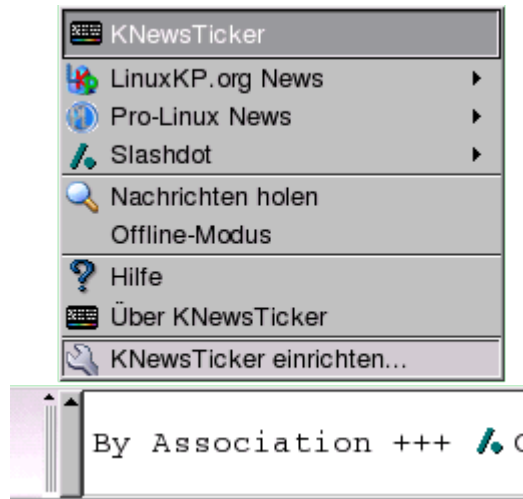 KNewsTicker
LinuxKP.org News
Pro-Linux News
Slashdot
Nachrichten holen
Offline-Modus
Hilfe
Über KNewsTicker
KNewsTicker einrichten...
By Association +++